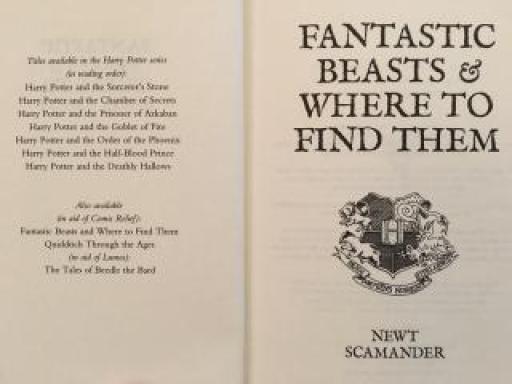 Titles available in the Harry Potter series
(in reading order):
Harry Potter and the Sorcerer's Stone
Harry Potter and the Chamber of Secrets
Harry Potter and the Prisoner of Azkaban
Harry Potter and the Goblet of Fire
Harry Potter and the Order of the Phoenix
Harry Potter and the Half-Blood Prince
Harry Potter and the Deathly Hallows
Also available
(in aid of Comic Relief):
Fantastic Beasts and Where to Find Them
Quidditch Through the Ages
(in aid of Lumos):
The Tales of Beedle the Bard
FANTASTIC
BEASTS &
WHERE TO
FIND THEM
H
NEWT
SCAMANDER